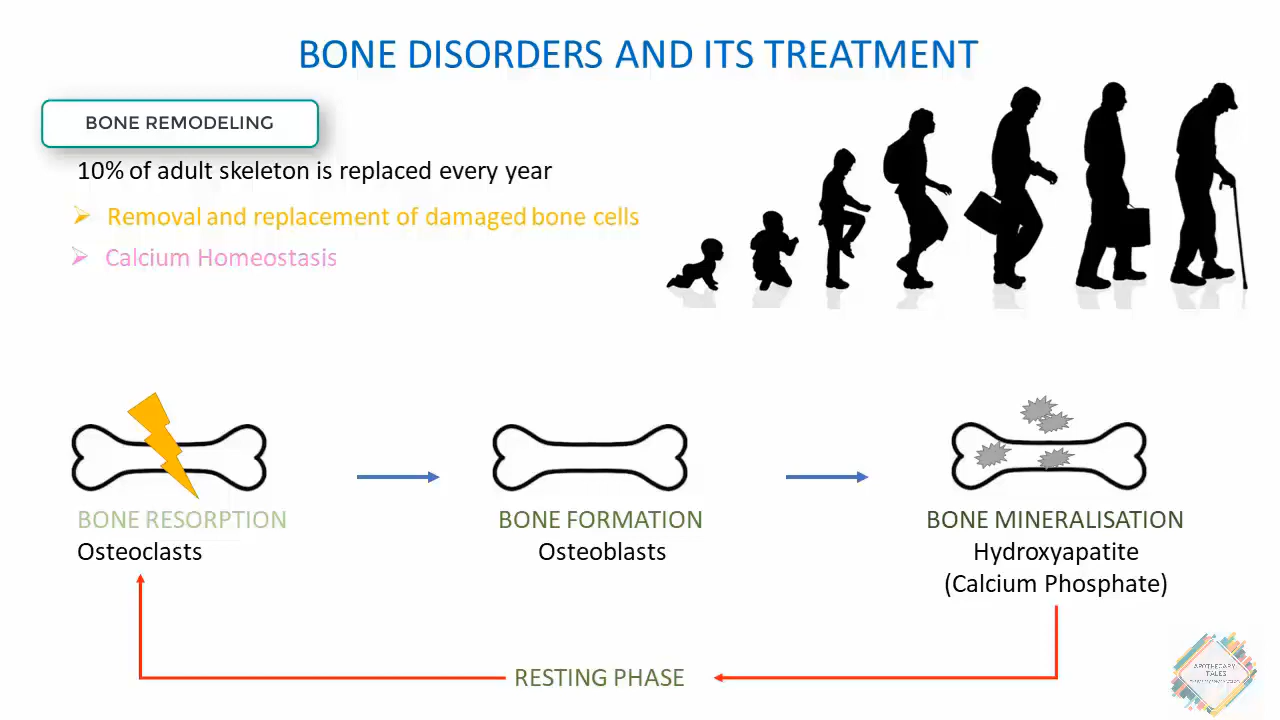 BONE DISORDERS AND ITS TREATMENT
BONE REMODELING
10% of adult skeleton is replaced every year
Removal and replacement of damaged bone cells
Calcium Homeostasis
BONE RESORPTION
Osteoclasts
BONE FORMATION
Osteoblasts
BONE MINERALISATION
Hydroxyapatite
(Calcium Phosphate)
RESTING PHASE
APOTHECARY
TALES